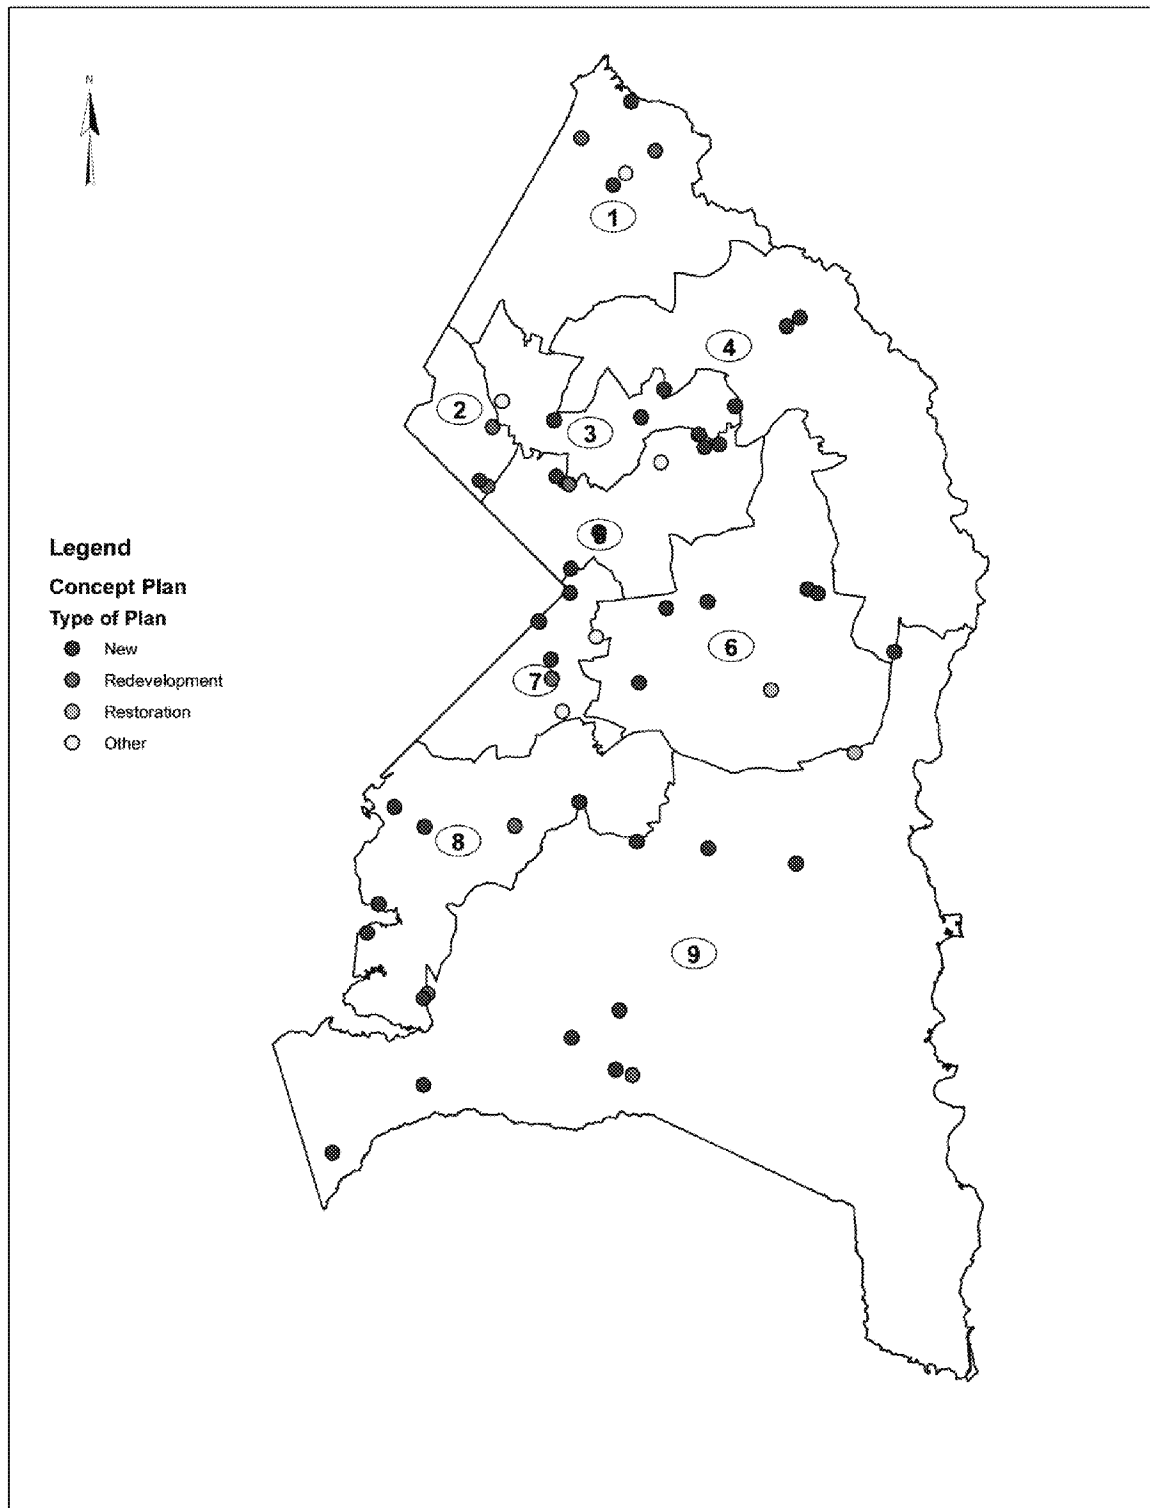 N
1
4
2
3
Legend
Concept Plan
Type of Plan
New
Redevelopment
Restoration
Other
6
7
8
9